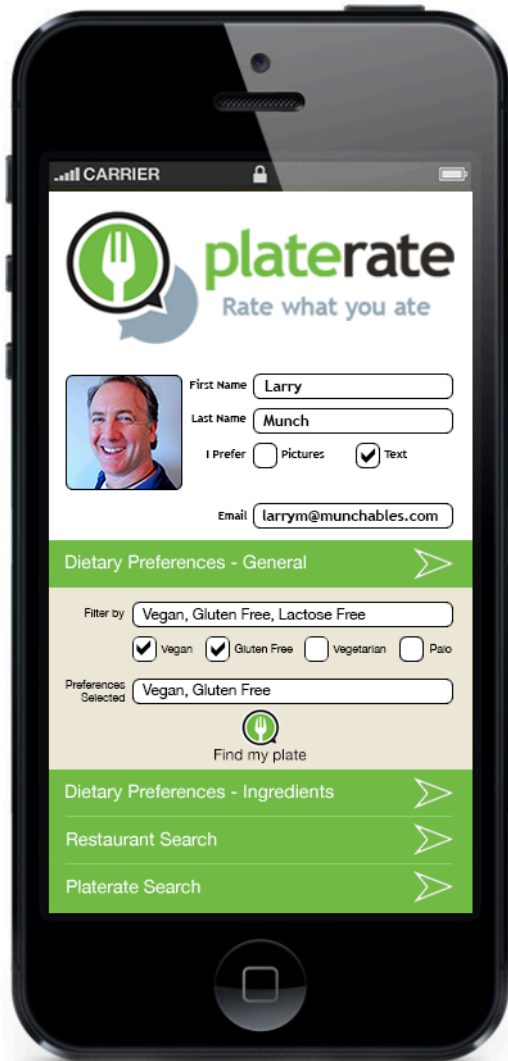 CARRIER
platerate
Rate what you ate
First Name Larry
Last Name Munch
I Prefer Pictures Text
Email larrym@munchables.com
Dietary Preferences - General
Filter by Vegan, Gluten Free, Lactose Free
Vegan Gluten Free Vegetarian Palo
Preferences
Selected Vegan, Gluten Free
Find my plate
Dietary Preferences - Ingredients
Restaurant Search
Platerate Search